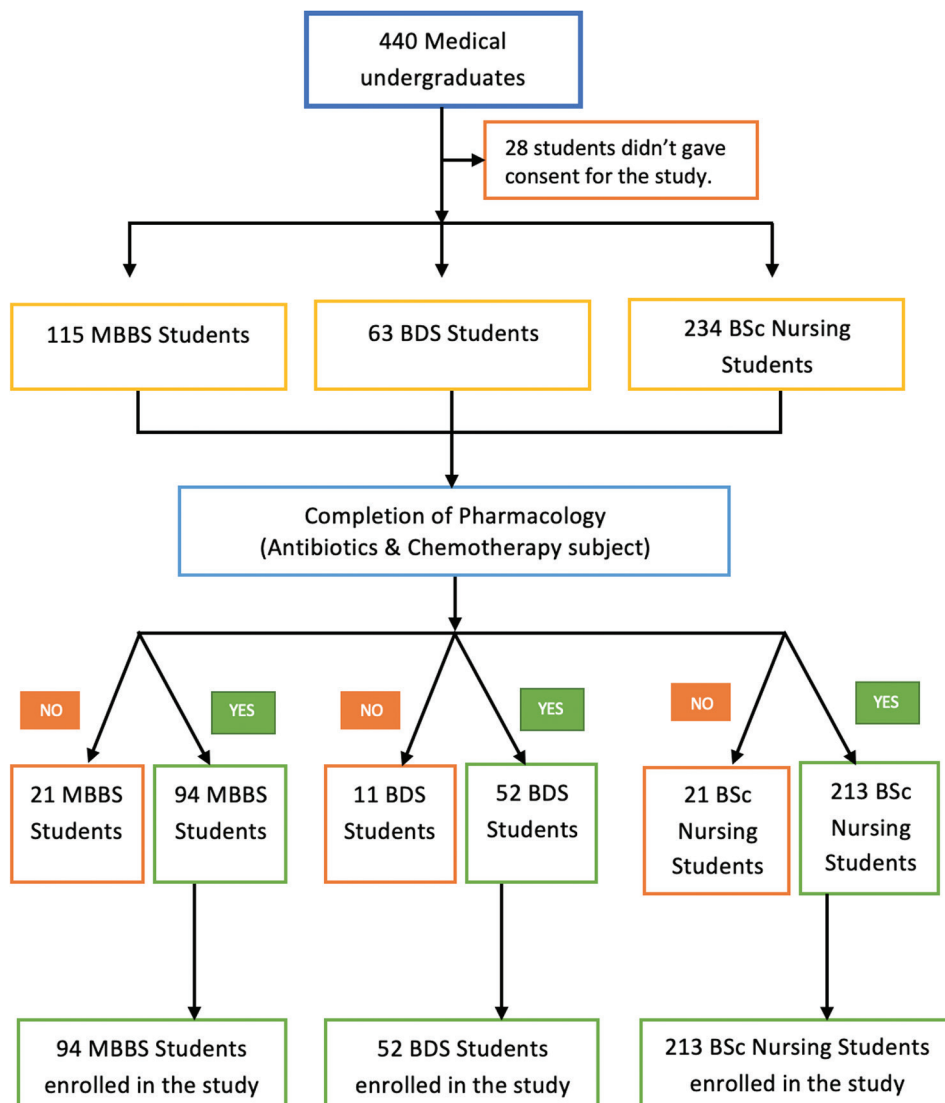 440 Medical
undergraduates
28 students didn’t gave
consent for the study.
115 MBBS Students
63 BDS Students
234 BSc Nursing
Students
Completion of Pharmacology
(Antibiotics & Chemotherapy subject)
NO
YES
NO
YES
NO
YES
21 MBBS
Students
94 MBBS
Students
11 BDS
Students
52 BDS
Students
21 BSc
Nursing
Students
213 BSc
Nursing
Students
94 MBBS Students
enrolled in the study
52 BDS Students
enrolled in the study
213 BSc Nursing Students
enrolled in the study